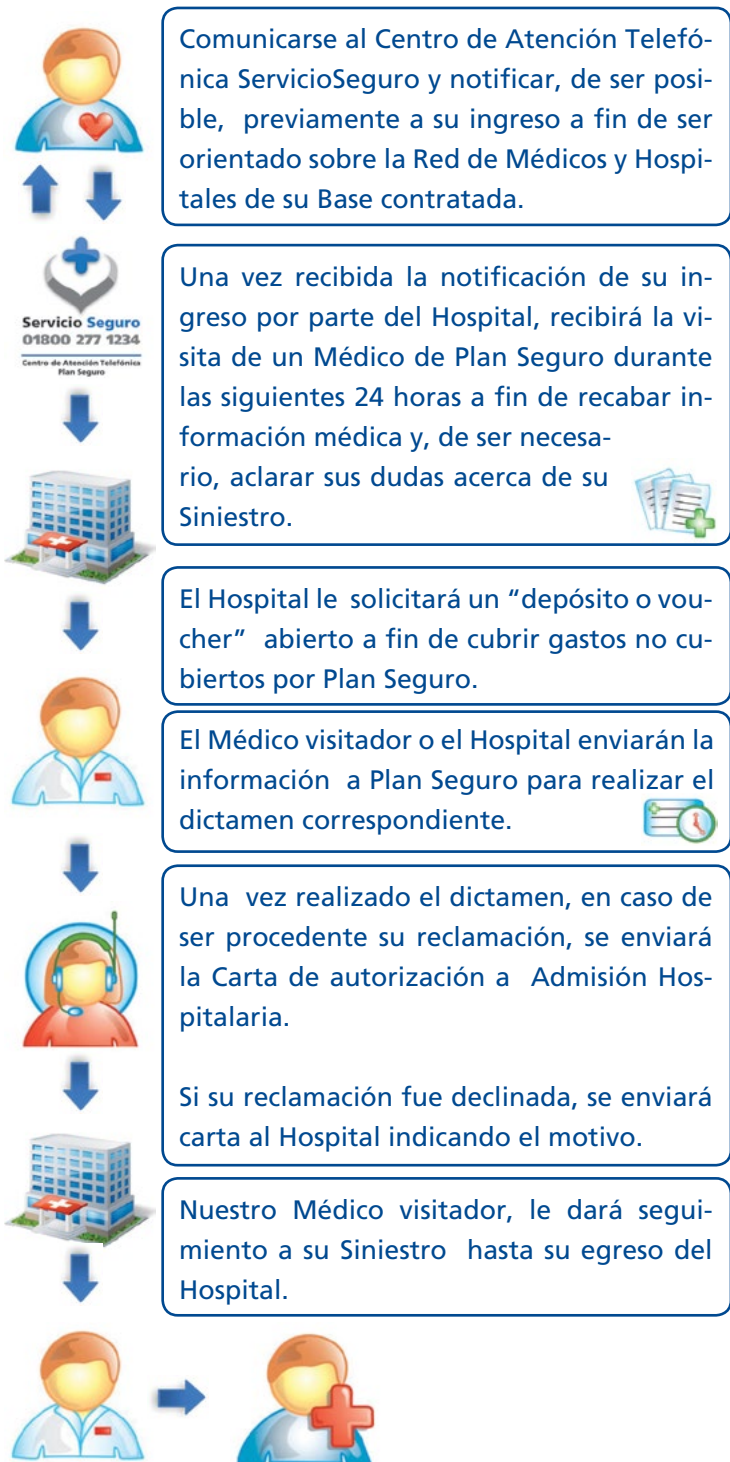 Comunicarse al Centro de Atención Telefó-
nica ServicioSeguro y notificar, de ser posi-
ble, previamente a su ingreso a fin de ser
orientado sobre la Red de Médicos y Hospi-
tales de su Base contratada.
Servicio Seguro
01800 277 1234
Centro de Atención Telefónica
Plan Seguro
Una vez recibida la notificación de su in-
greso por parte del Hospital, recibirá la vi-
sita de un Médico de Plan Seguro durante
las siguientes 24 horas a fin de recabar in-
formación médica y, de ser necesa-
rio, aclarar sus dudas acerca de su
Siniestro.
El Hospital le solicitará un “depósito o vou-
cher” abierto a fin de cubrir gastos no cu-
biertos por Plan Seguro.
El Médico visitador o el Hospital enviarán la
información a Plan Seguro para realizar el
dictamen correspondiente.
Una vez realizado el dictamen, en caso de
ser procedente su reclamación, se enviará
la Carta de autorización a Admisión Hos-
pitalaria.
Si su reclamación fue declinada, se enviará
carta al Hospital indicando el motivo.
Nuestro Médico visitador, le dará segui-
miento a su Siniestro hasta su egreso del
Hospital.